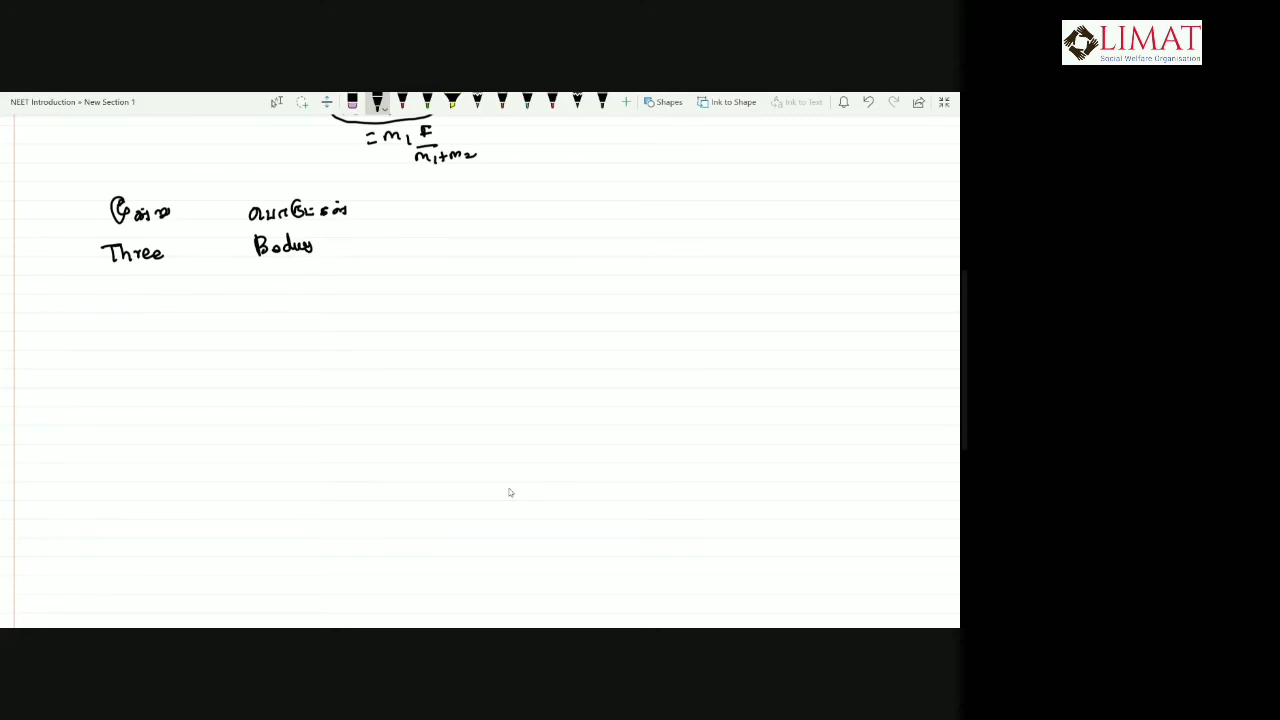 LIMAT
Social Welfare Organisation
NEET Introduction » New Section 1
Shapes Ink to Shape Ink to Text
= m₁ F/(m₁+m₂)
மூன்று
Three Bodys